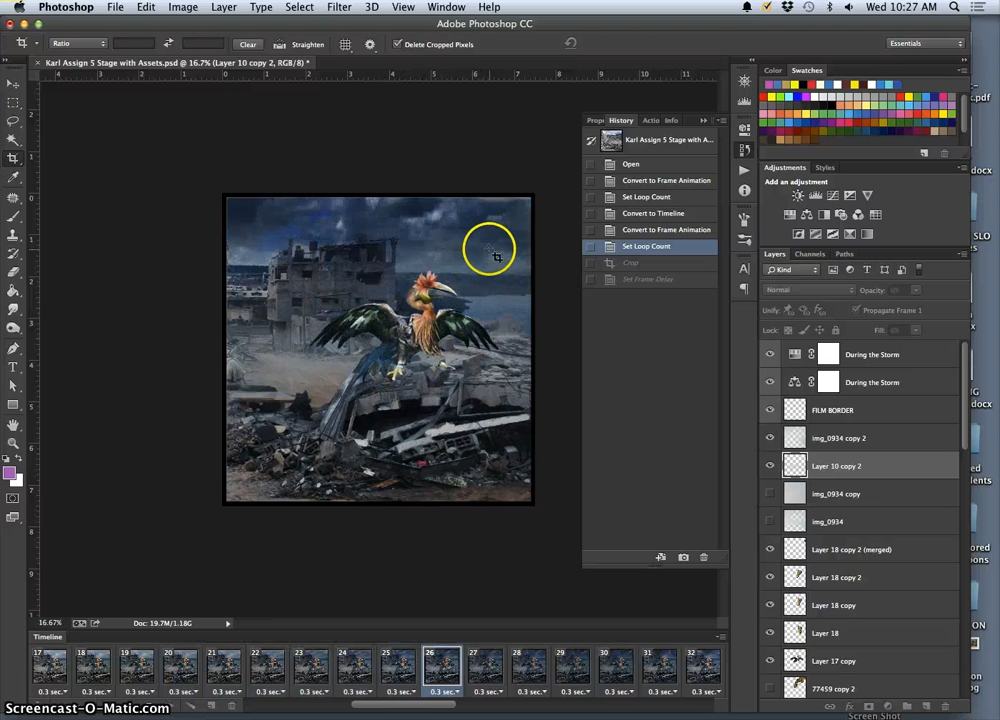 Photoshop File Edit Image Layer Type Select Filter 3D View Window Help
Wed 10:27 AM
Adobe Photoshop CC
Ratio Clear Straighten Delete Cropped Pixels Essentials
Karl Assign 5 Stage with Assets.psd @ 16.7% (Layer 10 copy 2, RGB/8) *
.pdf
Color Swatches
History Actio Info
Karl Assign 5 Stage with A...
Open
Convert to Frame Animation
Set Loop Count
Convert to Timeline
Convert to Frame Animation
Set Loop Count
Crop
Set Frame Delay
Adjustments Styles
Add an adjustment
Layers Channels Paths
Kind
Normal Opacity:
Unify: Propagate Frame 1
Lock: Fill:
During the Storm
During the Storm
FILM BORDER
img_0934 copy 2
Layer 10 copy 2
img_0934 copy
img_0934
Layer 18 copy 2 (merged)
Layer 18 copy 2
Layer 18 copy
Layer 18
Layer 17 copy
77459 copy 2
16.67% Doc: 19.7M/1.18G
Timeline
17 18 19 20 21 22 23 24 25 26 27 28 29 30 31 32
0.3 sec. 0.3 sec. 0.3 sec. 0.3 sec. 0.3 sec. 0.3 sec. 0.3 sec. 0.3 sec. 0.3 sec. 0.3 sec. 0.3 sec. 0.3 sec. 0.3 sec. 0.3 sec. 0.3 sec. 0.3 sec.
Screencast-O-Matic.com
Screen Shot